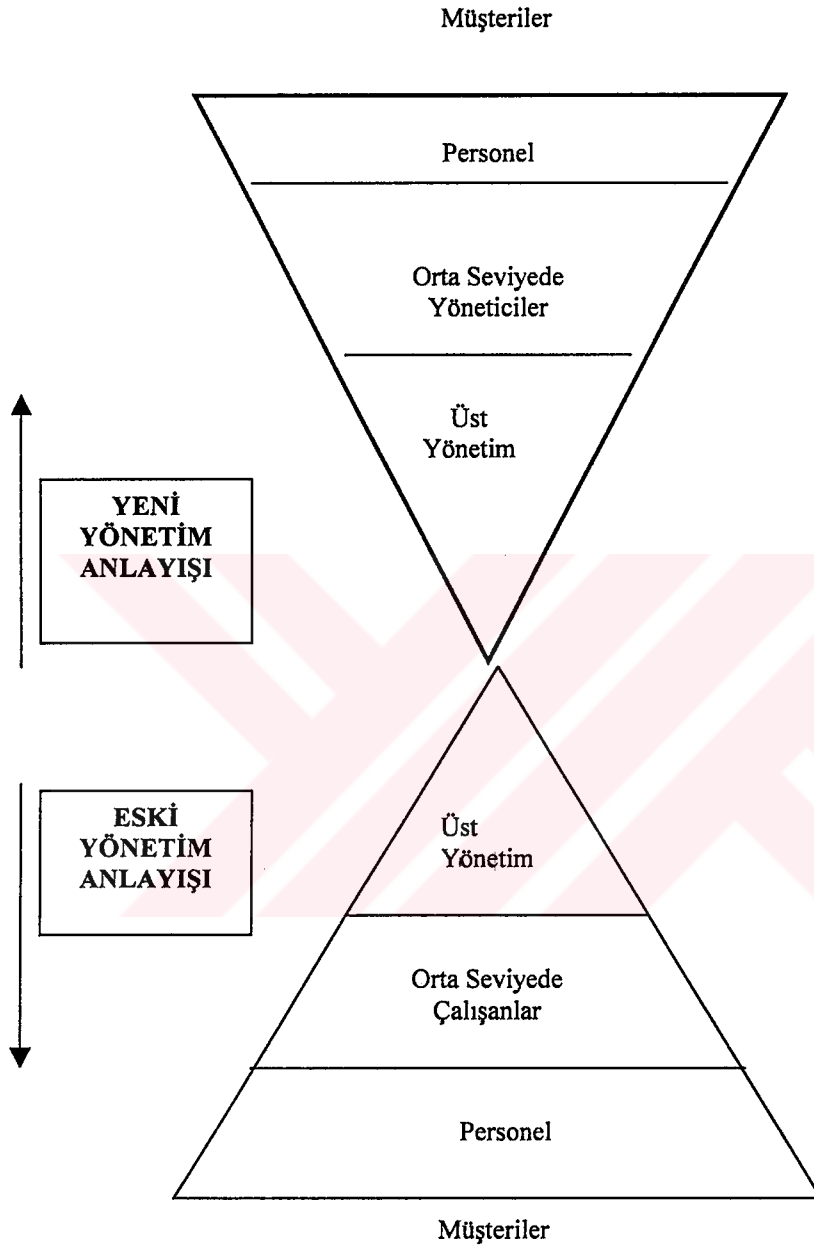 Müşteriler
Personel
Orta Seviyede
Yöneticiler
Üst
Yönetim
YENİ
YÖNETİM
ANLAYIŞI
ESKİ
YÖNETİM
ANLAYIŞI
Üst
Yönetim
Orta Seviyede
Çalışanlar
Personel
Müşteriler